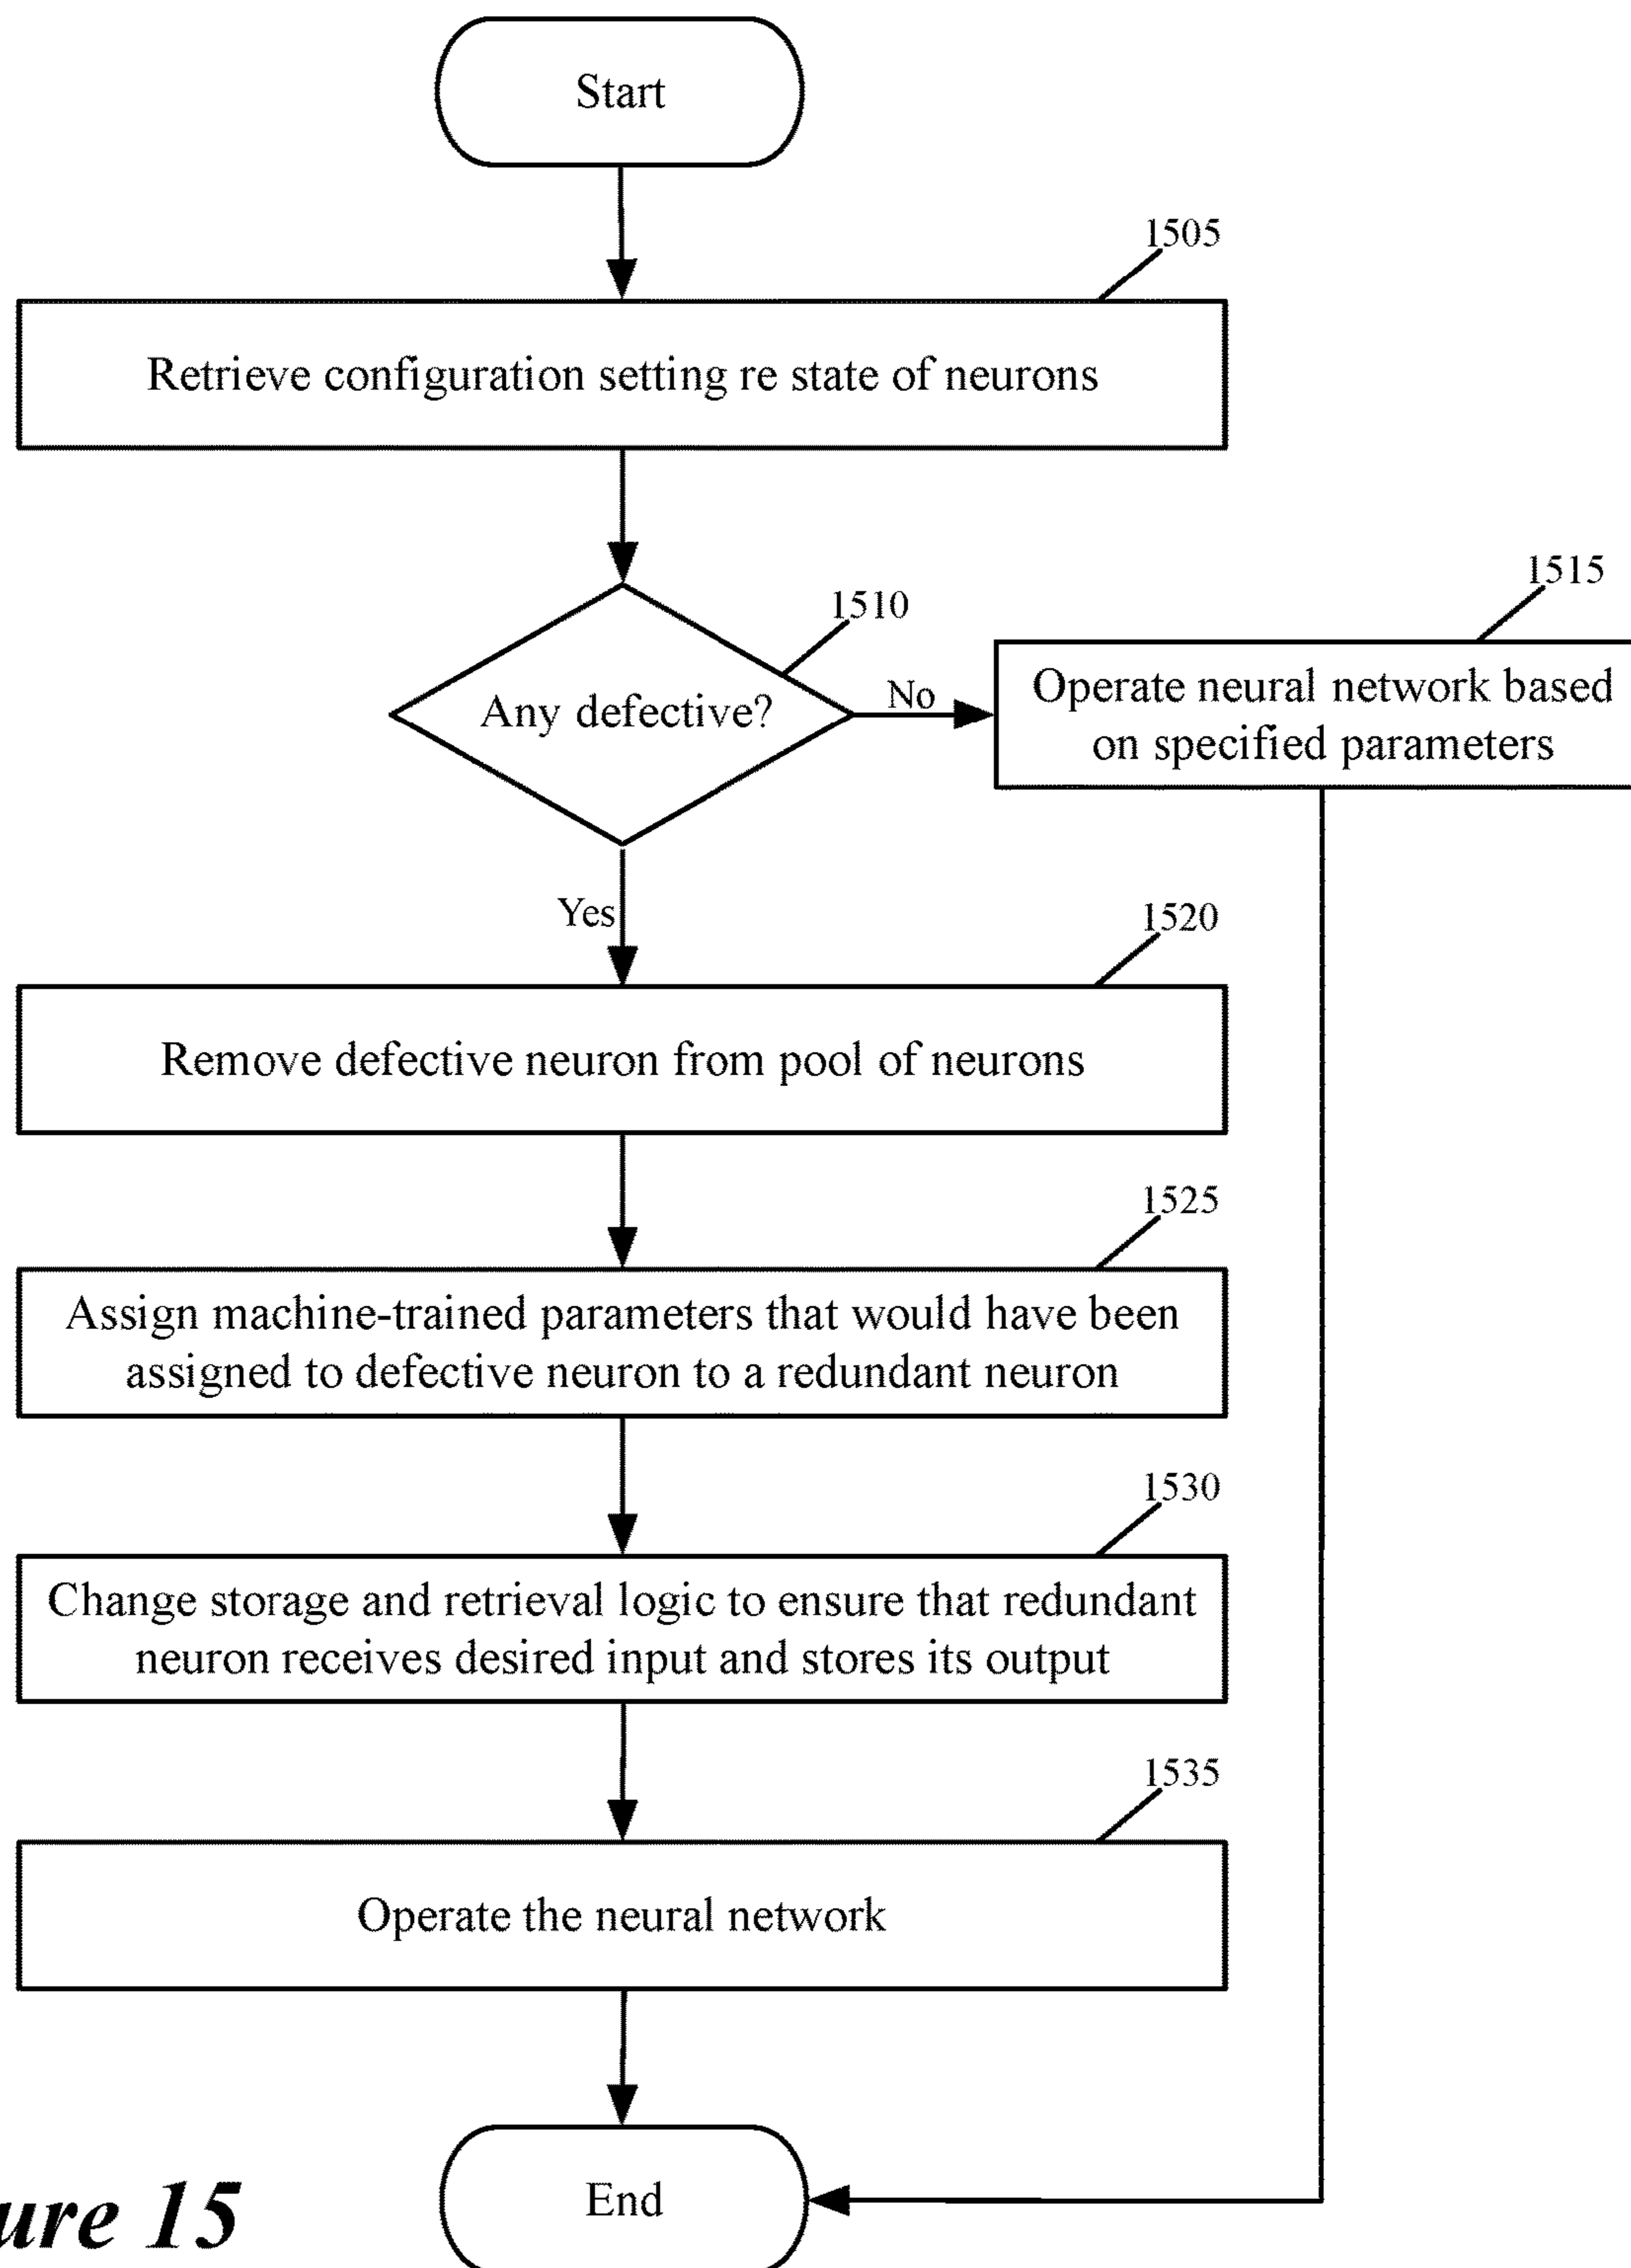 Start
1505
Retrieve configuration setting re state of neurons
1510
Any defective?
No
1515
Operate neural network based
on specified parameters
Yes
1520
Remove defective neuron from pool of neurons
1525
Assign machine-trained parameters that would have been
assigned to defective neuron to a redundant neuron
1530
Change storage and retrieval logic to ensure that redundant
neuron receives desired input and stores its output
1535
Operate the neural network
End
ure 15